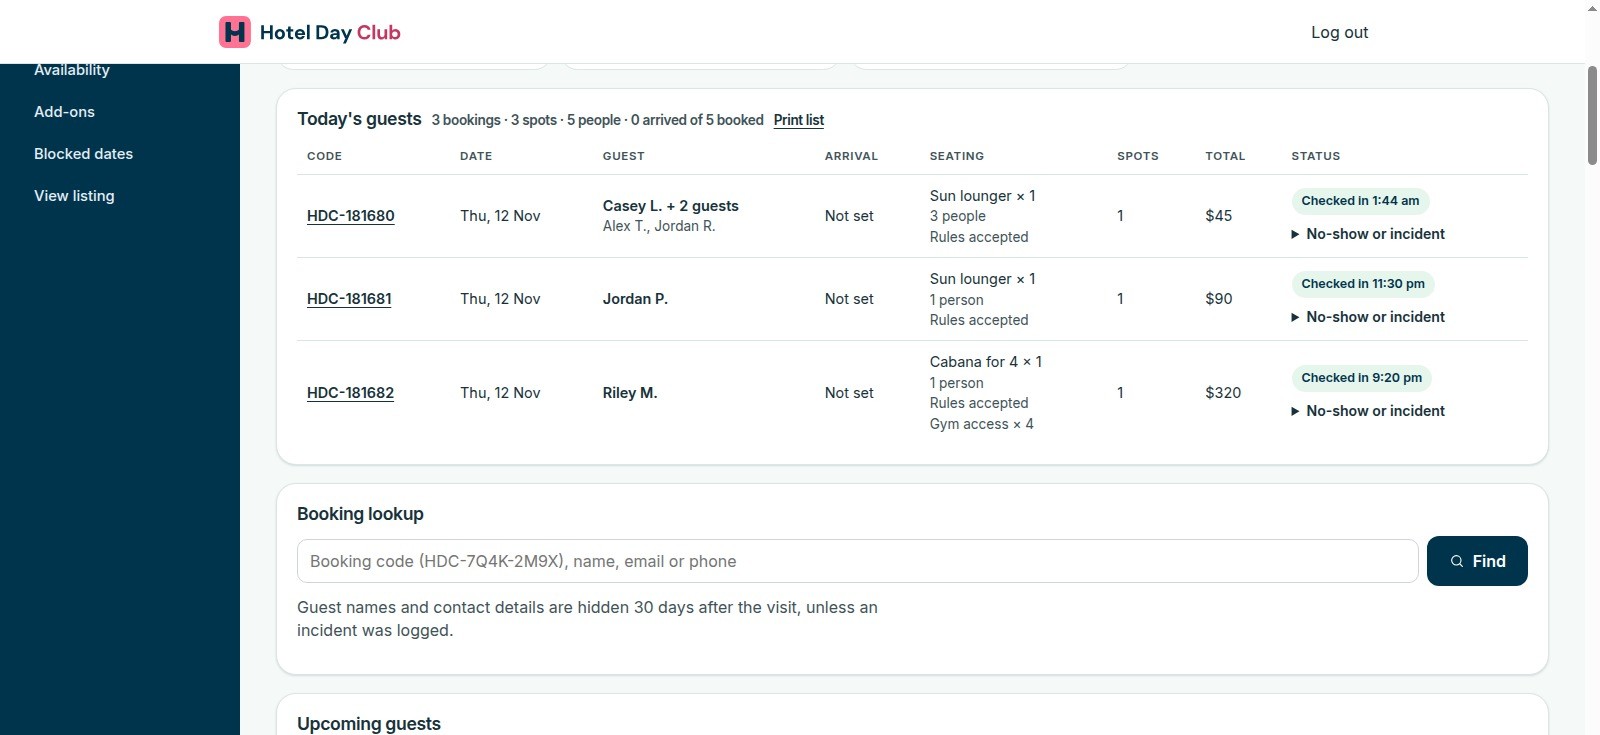 Hotel Day Club
Log out
Availability
Add-ons
Blocked dates
View listing
Today's guests 3 bookings · 3 spots · 5 people · 0 arrived of 5 booked Print list
CODE DATE GUEST ARRIVAL SEATING SPOTS TOTAL STATUS
HDC-181680 Thu, 12 Nov Casey L. + 2 guests Not set Sun lounger × 1 1 $45 Checked in 1:44 am
Alex T., Jordan R. 3 people
Rules accepted ▶ No-show or incident
HDC-181681 Thu, 12 Nov Jordan P. Not set Sun lounger × 1 1 $90 Checked in 11:30 pm
1 person
Rules accepted ▶ No-show or incident
HDC-181682 Thu, 12 Nov Riley M. Not set Cabana for 4 × 1 1 $320 Checked in 9:20 pm
1 person
Rules accepted ▶ No-show or incident
Gym access × 4
Booking lookup
Booking code (HDC-7Q4K-2M9X), name, email or phone
Find
Guest names and contact details are hidden 30 days after the visit, unless an
incident was logged.
Upcoming guests